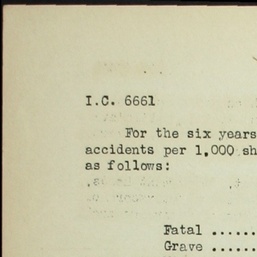 I.C. 6661
For the six years
accidents per 1,000 sh
as follows:
Fatal ......
Grave ......